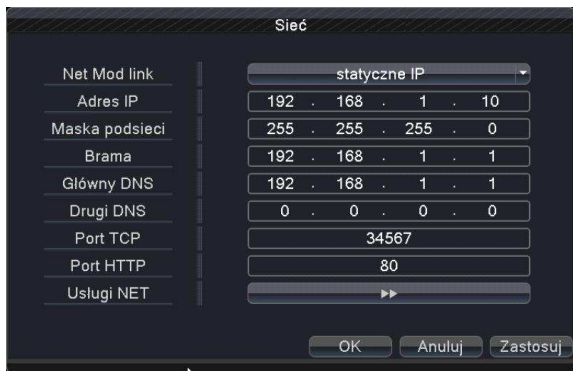 Sieć
Net Mod link statyczne IP
Adres IP 192 . 168 . 1 . 10
Maska podsieci 255 . 255 . 255 . 0
Brama 192 . 168 . 1 . 1
Główny DNS 192 . 168 . 1 . 1
Drugi DNS 0 . 0 . 0 . 0
Port TCP 34567
Port HTTP 80
Usługi NET
OK Anuluj Zastosuj